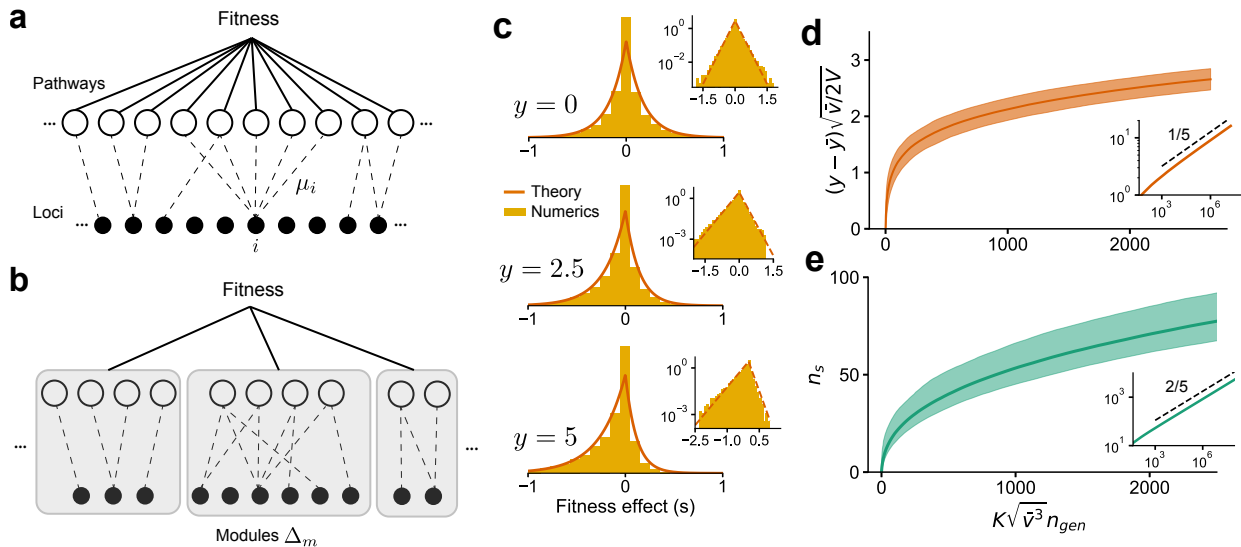 a
Fitness
Pathways
... ...
μ_i
Loci
... ...
i
b
Fitness
... ...
Modules Δ_m
c
10^0
10^-2
−1.5 0.0 1.5
y = 0
−1 0 1
Theory
Numerics
10^0
10^-3
−1.5 0.0 1.5
y = 2.5
−1 0 1
10^0
10^-3
−2.5 −1.0 0.5
y = 5
−1 0 1
Fitness effect (s)
d
(y − ȳ)√v̄/2V
3
2
1
0
0 1000 2000
1/5
10^1
10^0
10^3 10^6
e
n_s
100
50
0
0 1000 2000
2/5
10^3
10^1
10^3 10^6
K√v̄^3 n_gen